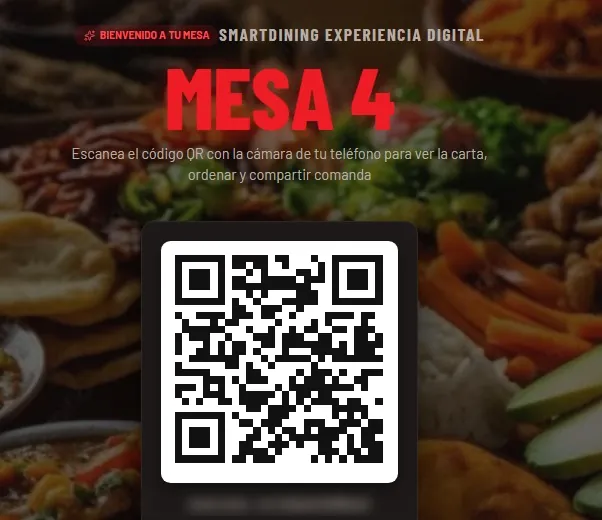 BIENVENIDO A TU MESA SMARTDINING EXPERIENCIA DIGITAL
MESA 4
Escanea el código QR con la cámara de tu teléfono para ver la carta,
ordenar y compartir comanda